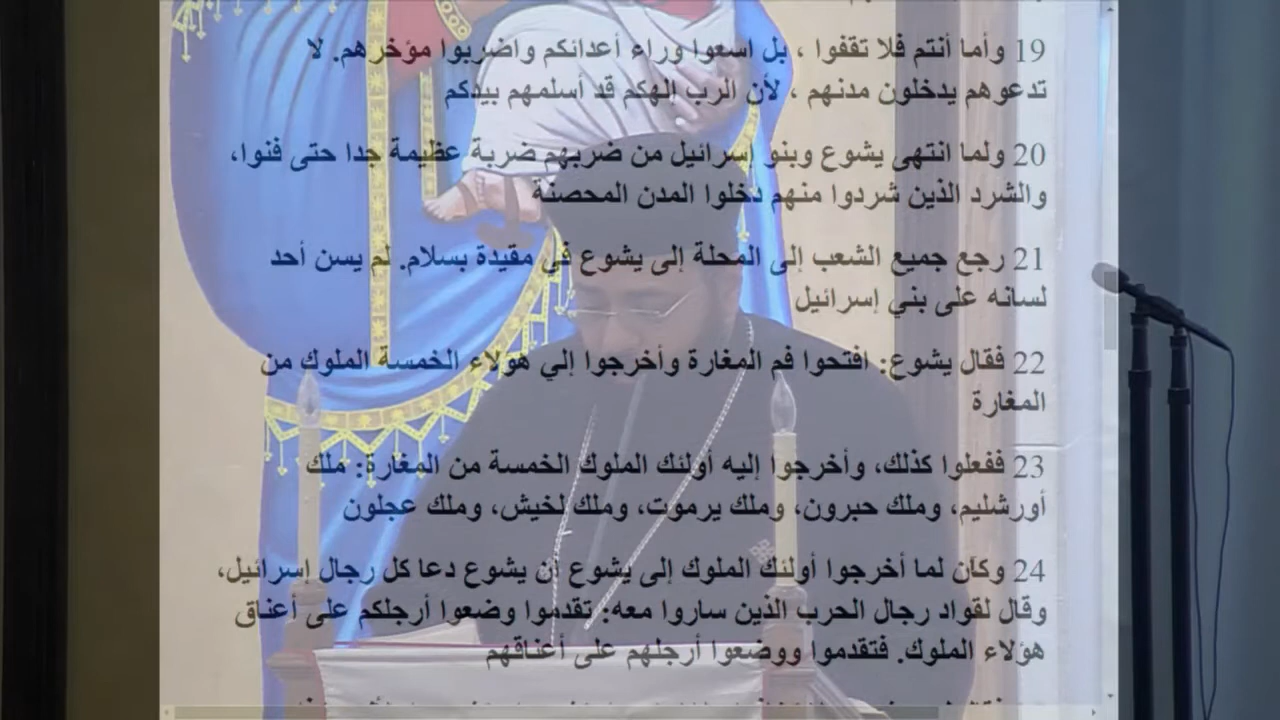 19 وأما أنتم فلا تقفوا ، بل اسعوا وراء أعدائكم واضربوا مؤخرهم. لا
تدعوهم يدخلون مدنهم ، لأن الرب إلهكم قد أسلمهم بيدكم
20 ولما انتهى يشوع وبنو إسرائيل من ضربهم ضربة عظيمة جدا حتى فنوا،
والشرد الذين شردوا منهم دخلوا المدن المحصنة
21 رجع جميع الشعب إلى المحلة إلى يشوع في مقيدة بسلام. لم يسن أحد
لسانه على بني إسرائيل
22 فقال يشوع: افتحوا فم المغارة وأخرجوا إلي هؤلاء الخمسة الملوك من
المغارة
23 ففعلوا كذلك، وأخرجوا إليه أولئك الملوك الخمسة من المغارة: ملك
أورشليم، وملك حبرون، وملك يرموت، وملك لخيش، وملك عجلون
24 وكان لما أخرجوا أولئك الملوك إلى يشوع أن يشوع دعا كل رجال إسرائيل،
وقال لقواد رجال الحرب الذين ساروا معه: تقدموا وضعوا أرجلكم على أعناق
هؤلاء الملوك. فتقدموا ووضعوا أرجلهم على أعناقهم